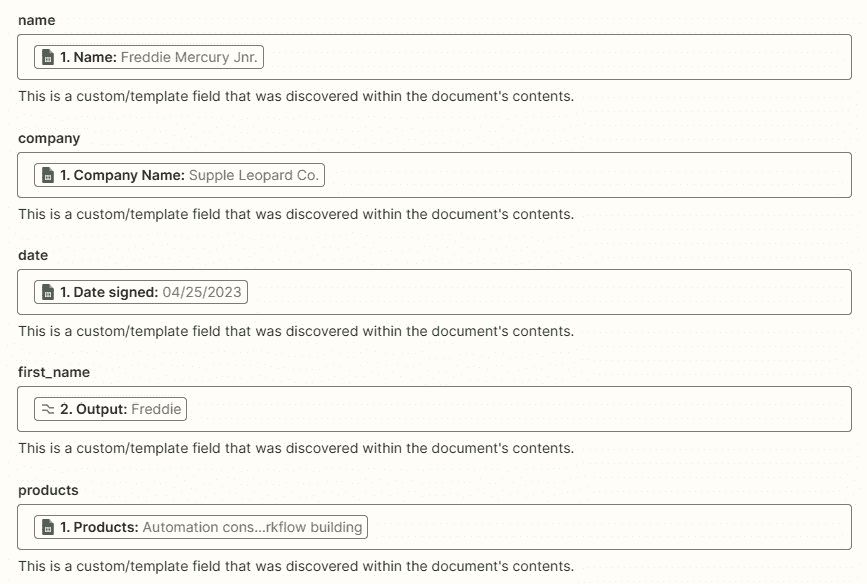 name
1. Name: Freddie Mercury Jnr.
This is a custom/template field that was discovered within the document's contents.
company
1. Company Name: Supple Leopard Co.
This is a custom/template field that was discovered within the document's contents.
date
1. Date signed: 04/25/2023
This is a custom/template field that was discovered within the document's contents.
first_name
2. Output: Freddie
This is a custom/template field that was discovered within the document's contents.
products
1. Products: Automation cons...rkflow building
This is a custom/template field that was discovered within the document's contents.